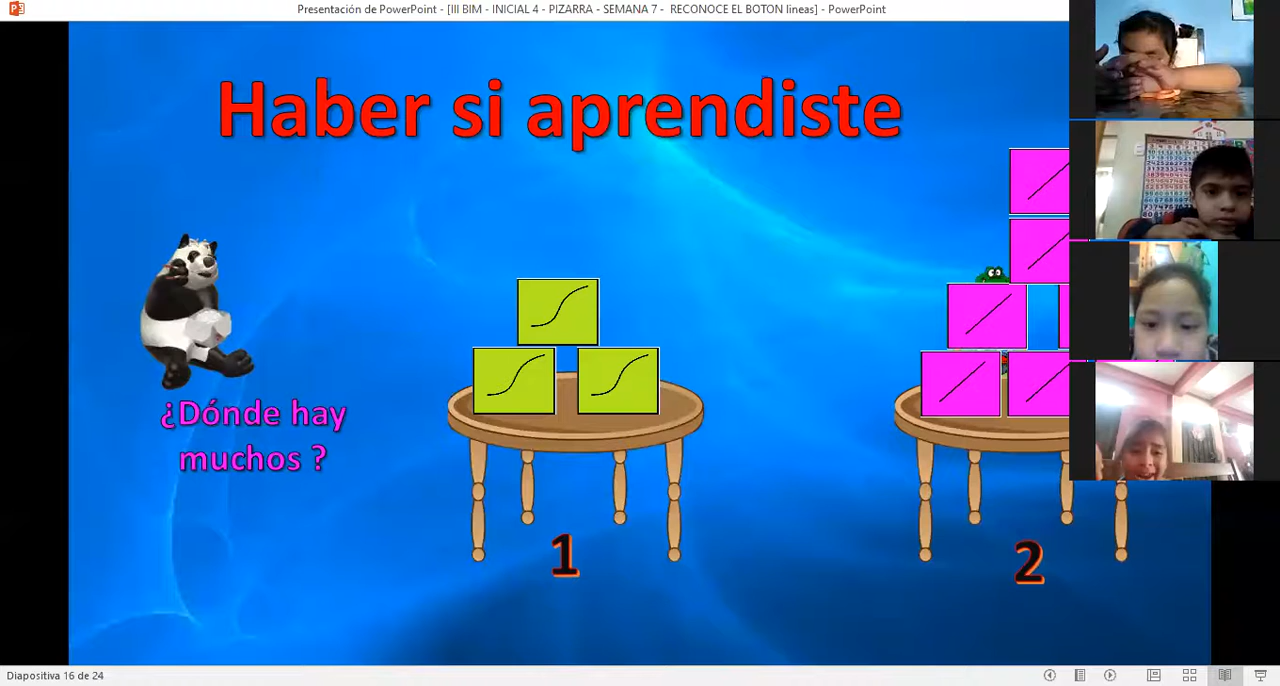 Presentación de PowerPoint - [III BIM - INICIAL 4 - PIZARRA - SEMANA 7 -  RECONOCE EL BOTON lineas] - PowerPoint
Haber si aprendiste
¿Dónde hay
muchos ?
1
2
Diapositiva 16 de 24